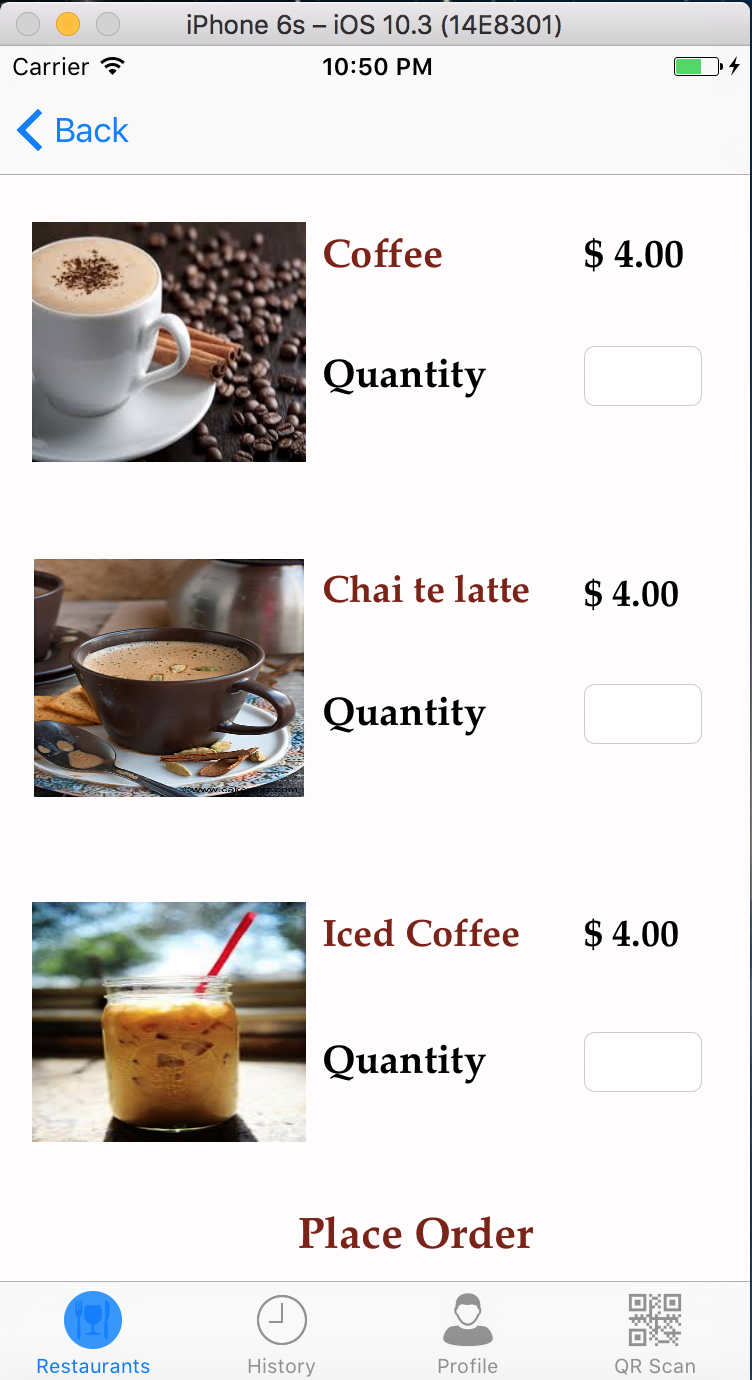 iPhone 6s – iOS 10.3 (14E8301)
Carrier 10:50 PM
Back
Coffee $ 4.00
Quantity
Chai te latte $ 4.00
Quantity
Iced Coffee $ 4.00
Quantity
Place Order
Restaurants History Profile QR Scan